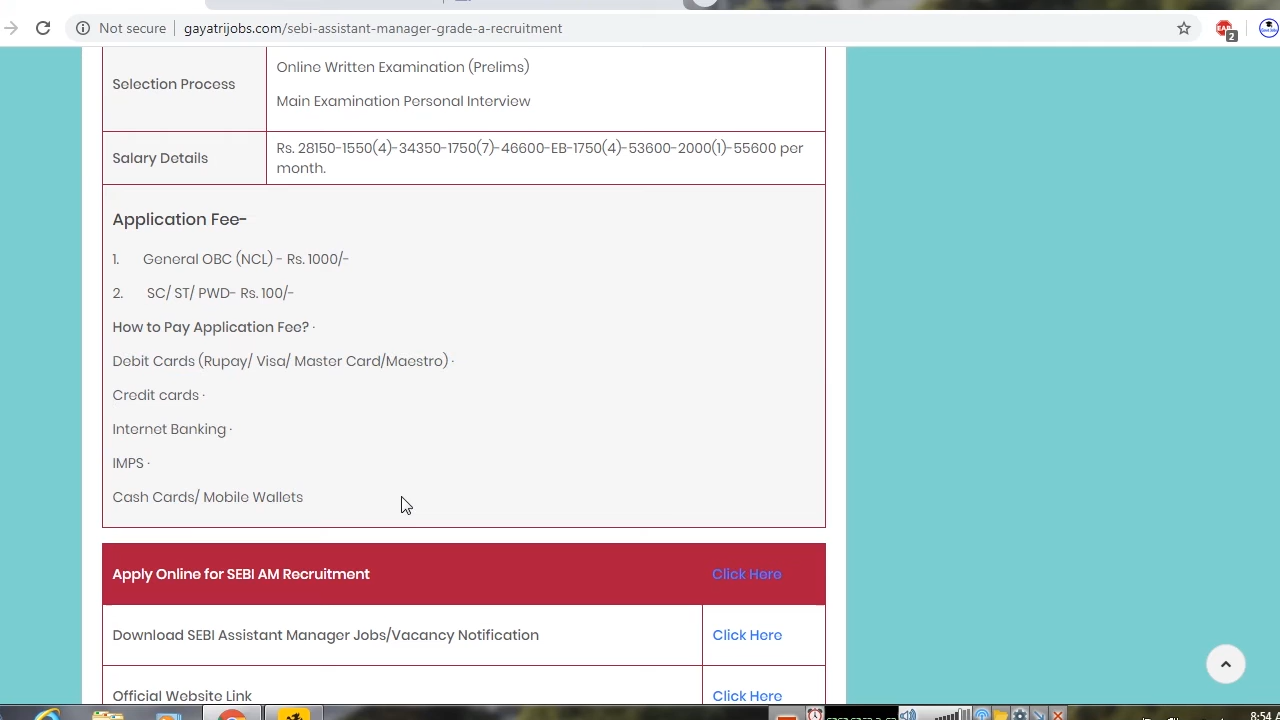 Not secure gayatrijobs.com/sebi-assistant-manager-grade-a-recruitment
2
Selection Process
Online Written Examination (Prelims)
Main Examination Personal Interview
Salary Details
Rs. 28150-1550(4)-34350-1750(7)-46600-EB-1750(4)-53600-2000(1)-55600 per
month.
Application Fee-
1. General OBC (NCL) - Rs. 1000/-
2. SC/ ST/ PWD- Rs. 100/-
How to Pay Application Fee? ·
Debit Cards (Rupay/ Visa/ Master Card/Maestro) ·
Credit cards ·
Internet Banking ·
IMPS ·
Cash Cards/ Mobile Wallets
Apply Online for SEBI AM Recruitment Click Here
Download SEBI Assistant Manager Jobs/Vacancy Notification Click Here
Official Website Link Click Here
8:54